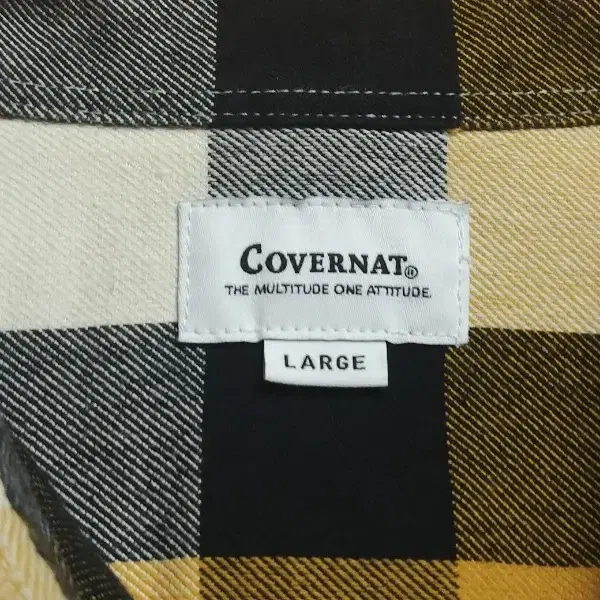 COVERNAT®
THE MULTITUDE ONE ATTITUDE.
LARGE